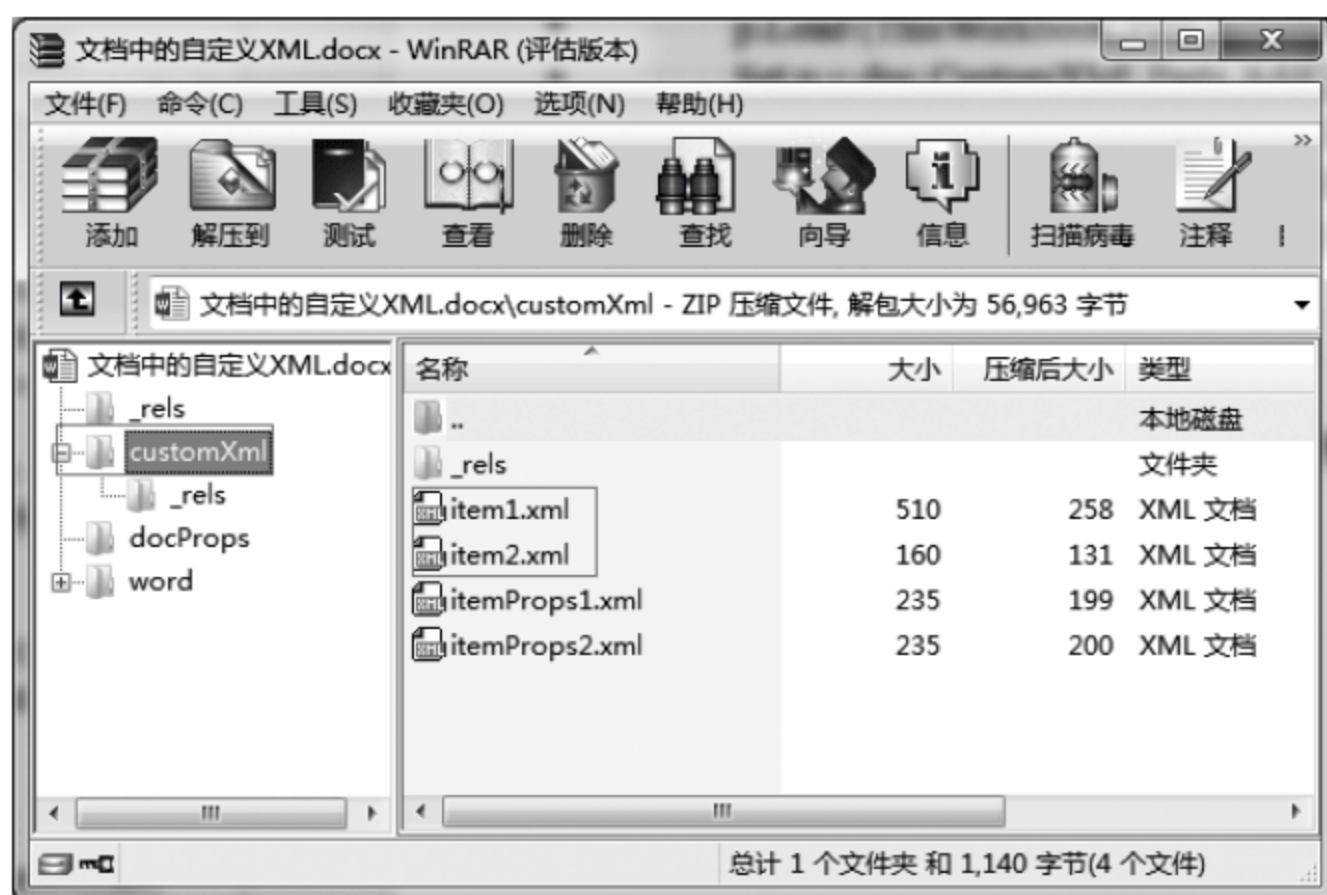 文档中的自定义XML.docx - WinRAR (评估版本)
文件(F) 命令(C) 工具(S) 收藏夹(O) 选项(N) 帮助(H)
添加 解压到 测试 查看 删除 查找 向导 信息 扫描病毒 注释
文档中的自定义XML.docx\customXml - ZIP 压缩文件, 解包大小为 56,963 字节
文档中的自定义XML.docx
_rels
customXml
_rels
docProps
word
名称 大小 压缩后大小 类型
.. 本地磁盘
_rels 文件夹
item1.xml 510 258 XML 文档
item2.xml 160 131 XML 文档
itemProps1.xml 235 199 XML 文档
itemProps2.xml 235 200 XML 文档
总计 1 个文件夹 和 1,140 字节(4 个文件)